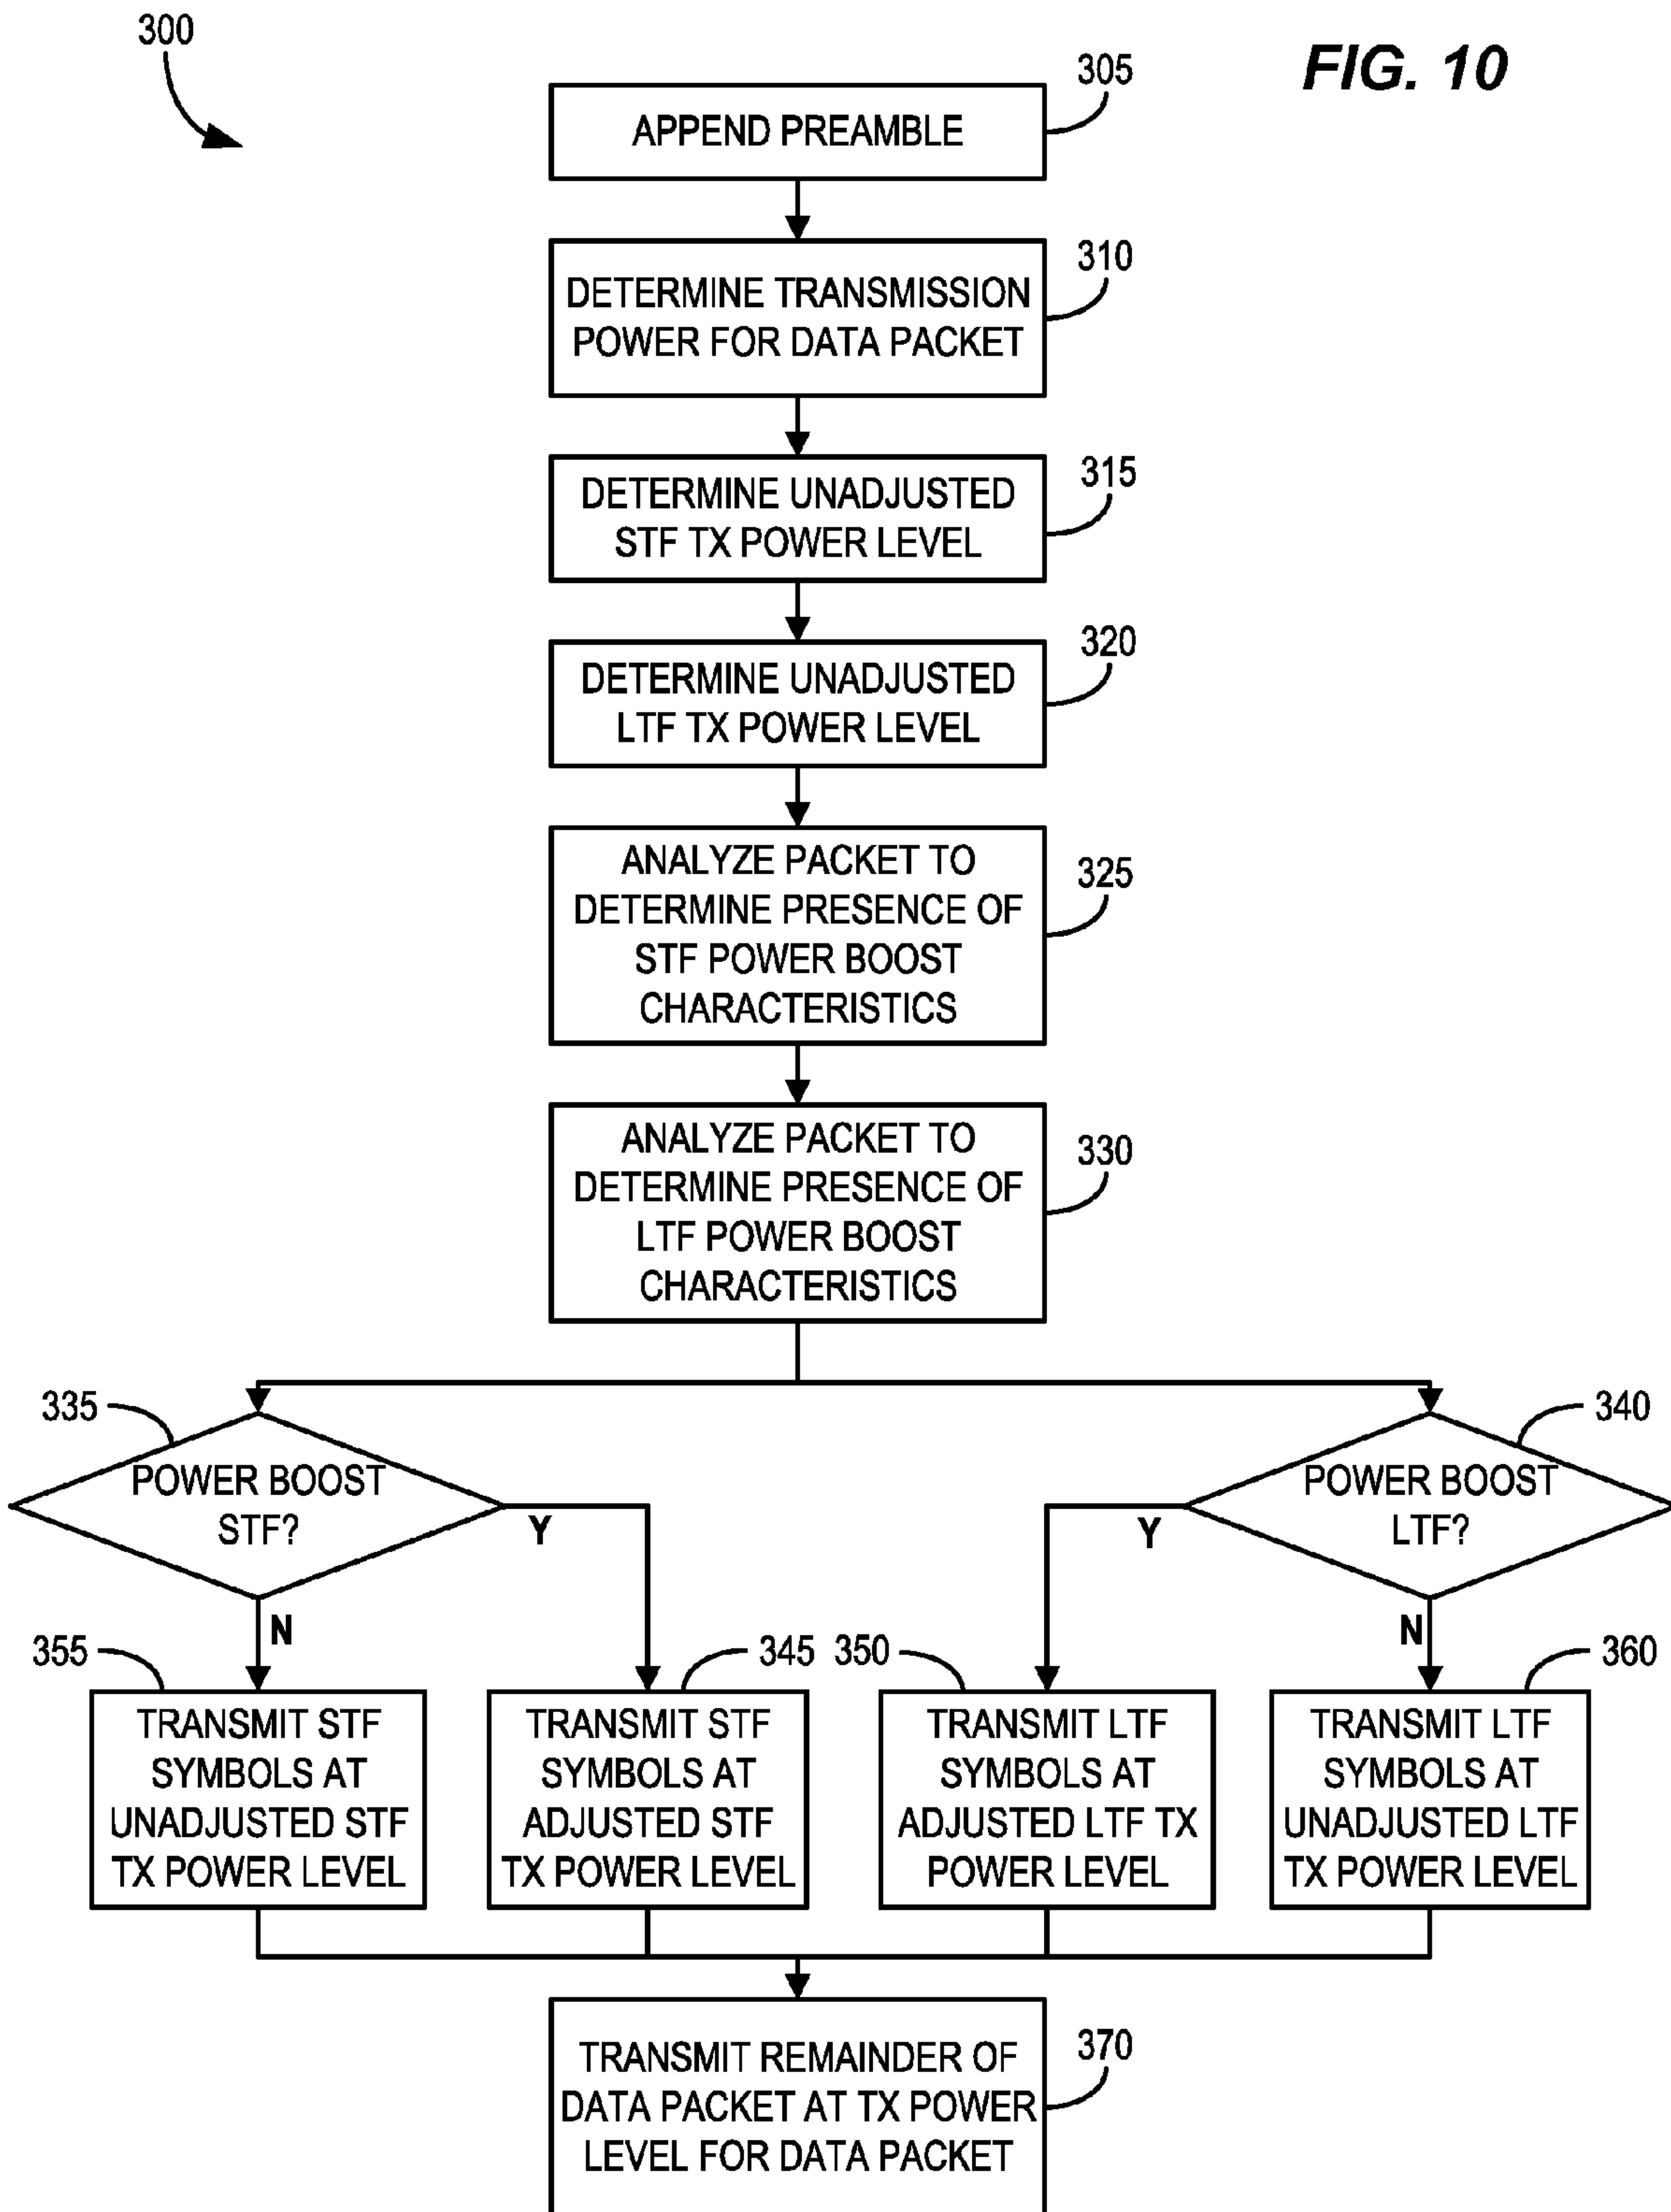 300
FIG. 10
305
APPEND PREAMBLE
310
DETERMINE TRANSMISSION
POWER FOR DATA PACKET
315
DETERMINE UNADJUSTED
STF TX POWER LEVEL
320
DETERMINE UNADJUSTED
LTF TX POWER LEVEL
325
ANALYZE PACKET TO
DETERMINE PRESENCE OF
STF POWER BOOST
CHARACTERISTICS
330
ANALYZE PACKET TO
DETERMINE PRESENCE OF
LTF POWER BOOST
CHARACTERISTICS
335
POWER BOOST
STF?
Y
N
340
POWER BOOST
LTF?
Y
N
355
TRANSMIT STF
SYMBOLS AT
UNADJUSTED STF
TX POWER LEVEL
345
TRANSMIT STF
SYMBOLS AT
ADJUSTED STF
TX POWER LEVEL
350
TRANSMIT LTF
SYMBOLS AT
ADJUSTED LTF TX
POWER LEVEL
360
TRANSMIT LTF
SYMBOLS AT
UNADJUSTED LTF
TX POWER LEVEL
370
TRANSMIT REMAINDER OF
DATA PACKET AT TX POWER
LEVEL FOR DATA PACKET